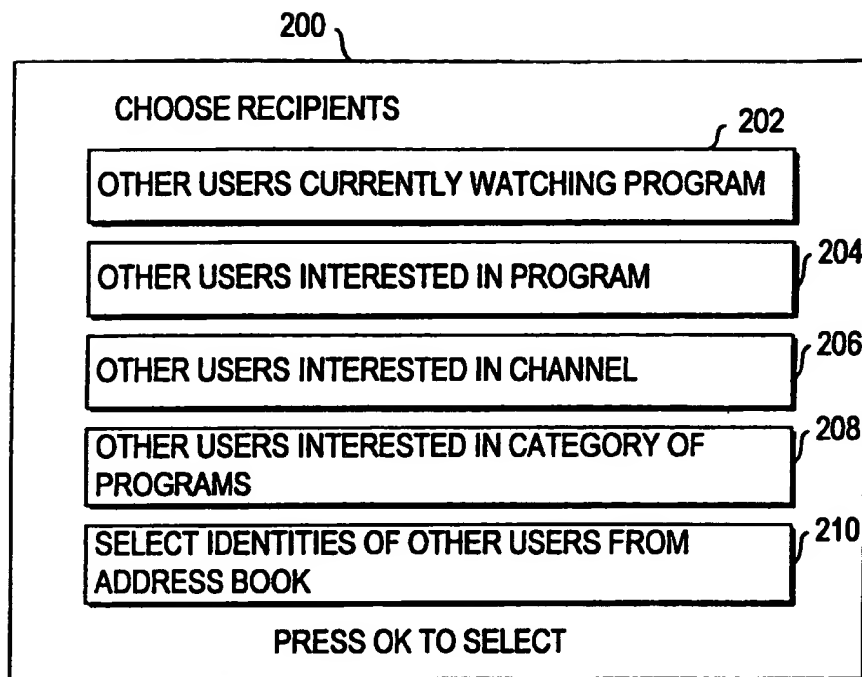 200
CHOOSE RECIPIENTS
202
OTHER USERS CURRENTLY WATCHING PROGRAM
204
OTHER USERS INTERESTED IN PROGRAM
206
OTHER USERS INTERESTED IN CHANNEL
208
OTHER USERS INTERESTED IN CATEGORY OF
PROGRAMS
210
SELECT IDENTITIES OF OTHER USERS FROM
ADDRESS BOOK
PRESS OK TO SELECT